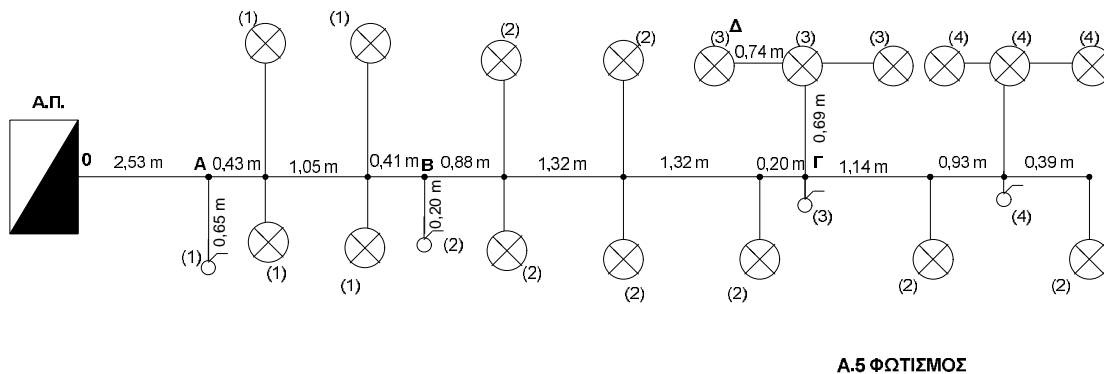 (1)
(1)
(2)
(2)
(3)
Δ
(3)
(3)
(4)
(4)
(4)
0,74 m
Α.Π.
0,69 m
0
2,53 m
Α
0,43 m
1,05 m
0,41 m
Β
0,88 m
1,32 m
1,32 m
0,20 m
Γ
1,14 m
0,93 m
0,39 m
0,65 m
0,20 m
(1)
(1)
(1)
(2)
(2)
(2)
(2)
(3)
(2)
(4)
(2)
Α.5 ΦΩΤΙΣΜΟΣ